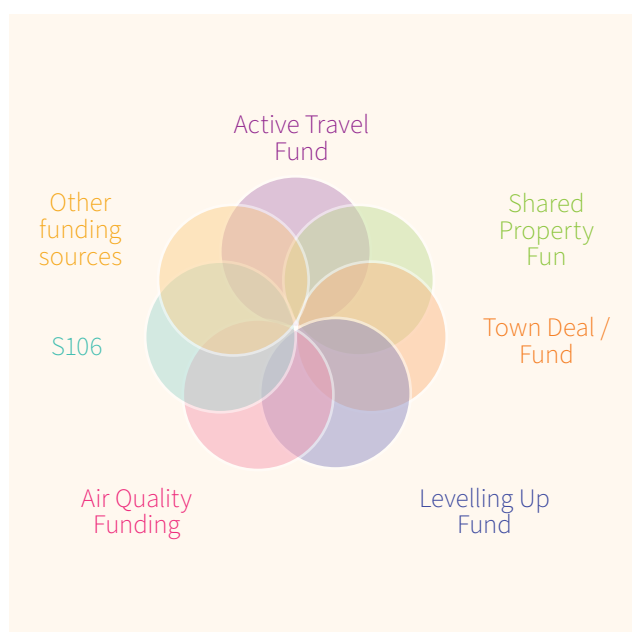 Active Travel
Fund
Other
funding
sources
Shared
Property
Fun
S106
Town Deal /
Fund
Air Quality
Funding
Levelling Up
Fund